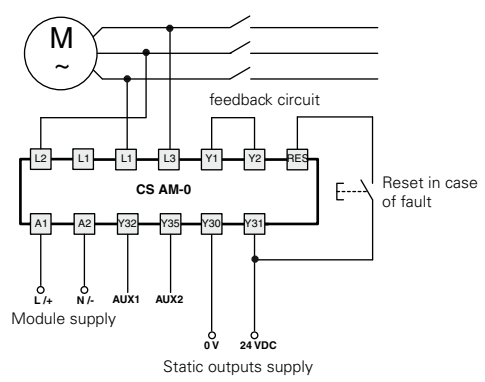 M
~
feedback circuit
L2 L1 L1 L3 Y1 Y2 RES
CS AM-0
Reset in case
of fault
A1 A2 Y32 Y35 Y30 Y31
L /+ N /- AUX1 AUX2
Module supply
0 V 24 VDC
Static outputs supply